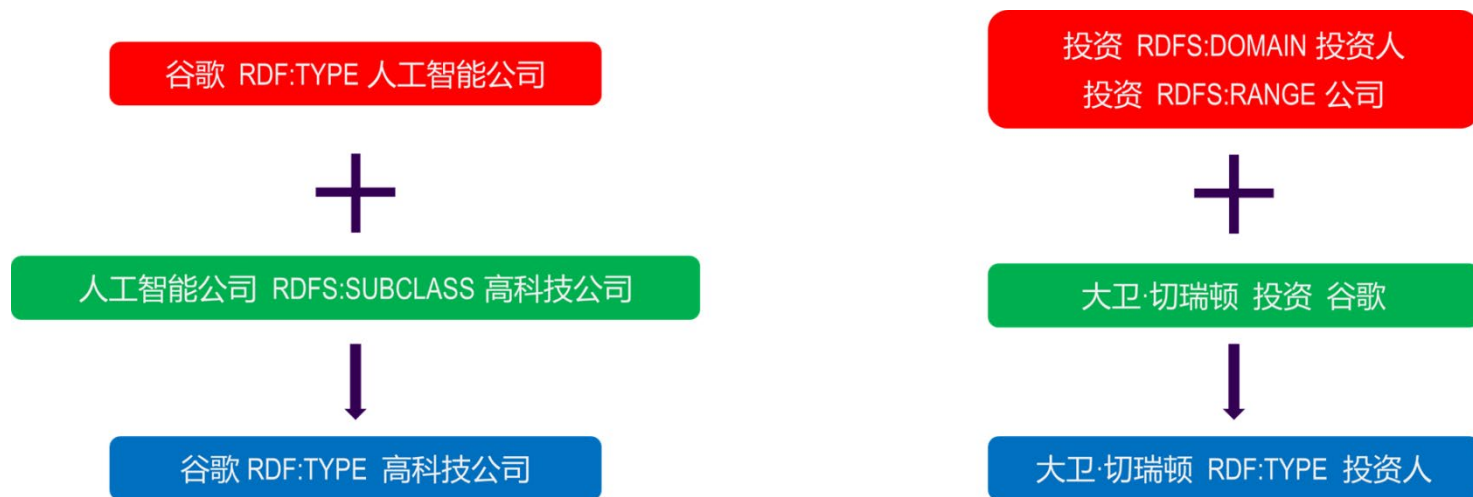 谷歌 RDF:TYPE 人工智能公司
人工智能公司 RDFS:SUBCLASS 高科技公司
谷歌 RDF:TYPE 高科技公司
投资 RDFS:DOMAIN 投资人
投资 RDFS:RANGE 公司
大卫·切瑞顿 投资 谷歌
大卫·切瑞顿 RDF:TYPE 投资人